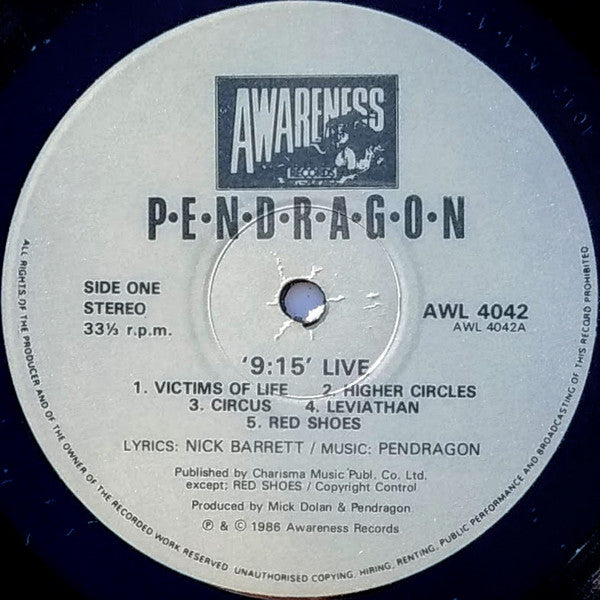 AWARENESS
RECORDS
P•E•N•D•R•A•G•O•N
SIDE ONE
STEREO
33⅓ r.p.m.
AWL 4042
AWL 4042A
'9:15' LIVE
1. VICTIMS OF LIFE 2. HIGHER CIRCLES
3. CIRCUS 4. LEVIATHAN
5. RED SHOES
LYRICS: NICK BARRETT / MUSIC: PENDRAGON
Published by Charisma Music Publ. Co. Ltd.
except: RED SHOES / Copyright Control
Produced by Mick Dolan & Pendragon
℗ & © 1986 Awareness Records
ALL RIGHTS OF THE PRODUCER AND OF THE OWNER OF THE RECORDED WORK RESERVED. UNAUTHORISED COPYING, HIRING, RENTING, PUBLIC PERFORMANCE AND BROADCASTING OF THIS RECORD PROHIBITED